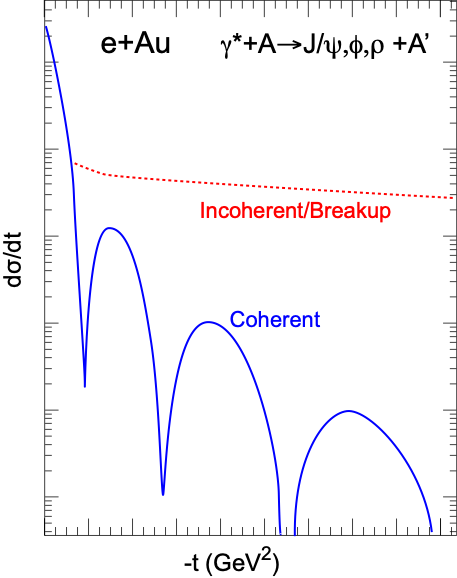 e+Au γ*+A→J/ψ,ϕ,ρ +A’
Incoherent/Breakup
Coherent
dσ/dt
-t (GeV²)